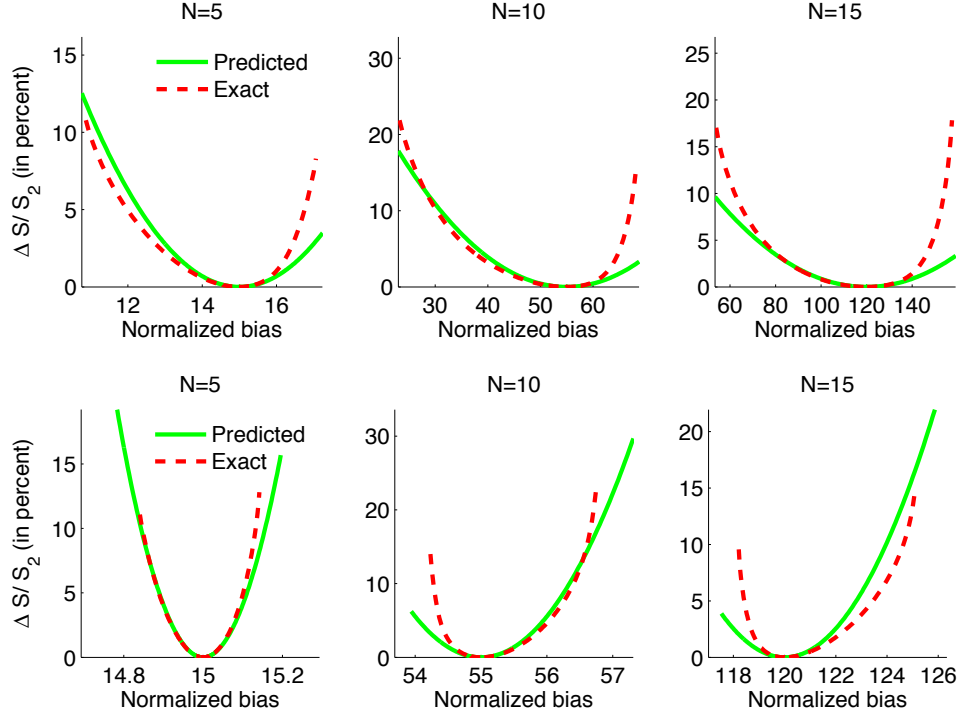 N=5
N=10
N=15
Δ S/ S_2 (in percent)
15
10
5
0
Predicted
Exact
12 14 16
Normalized bias
30
20
10
0
30 40 50 60
Normalized bias
25
20
15
10
5
0
60 80 100 120 140
Normalized bias
N=5
N=10
N=15
Δ S/ S_2 (in percent)
15
10
5
0
Predicted
Exact
14.8 15 15.2
Normalized bias
30
20
10
0
54 55 56 57
Normalized bias
20
15
10
5
0
118 120 122 124 126
Normalized bias